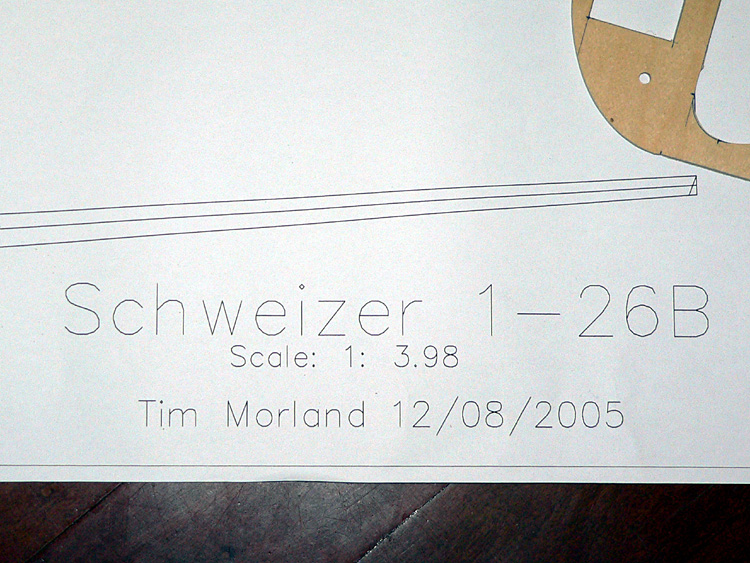 Schweizer 1-26B
Scale: 1: 3.98
Tim Morland 12/08/2005